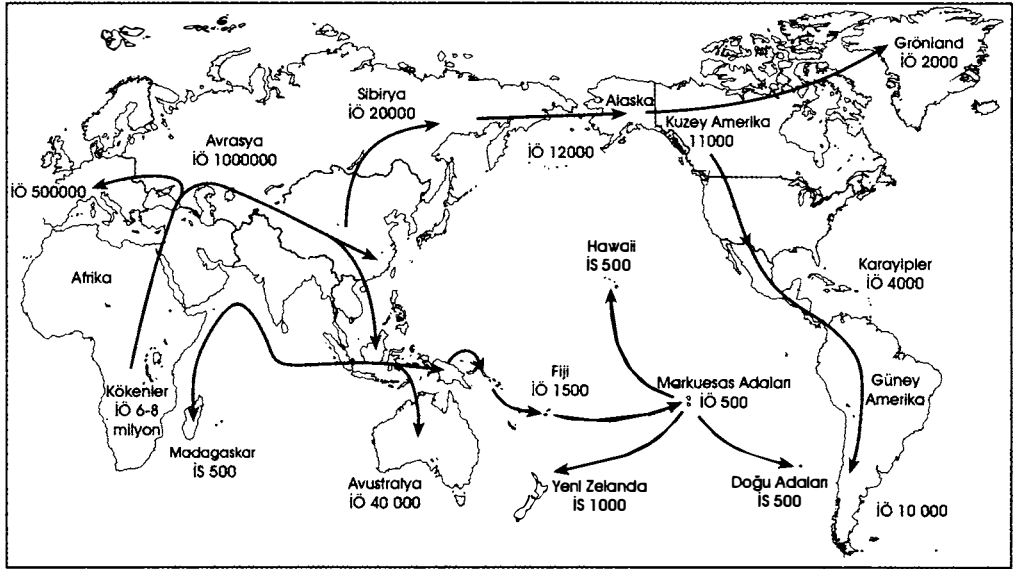 Grönland
İÖ 2000
Sibirya
İÖ 20000
Alaska
Kuzey Amerika
11000
Avrasya
İÖ 1000000
İÖ 12000
İÖ 500000
Hawaii
İS 500
Karayipler
İÖ 4000
Afrika
Fiji
İÖ 1500
Markuesas Adaları
İÖ 500
Güney
Amerika
Kökenler
İÖ 6-8
milyon
Madagaskar
İS 500
Avustralya
İÖ 40 000
Yeni Zelanda
İS 1000
Doğu Adaları
İS 500
İÖ 10 000